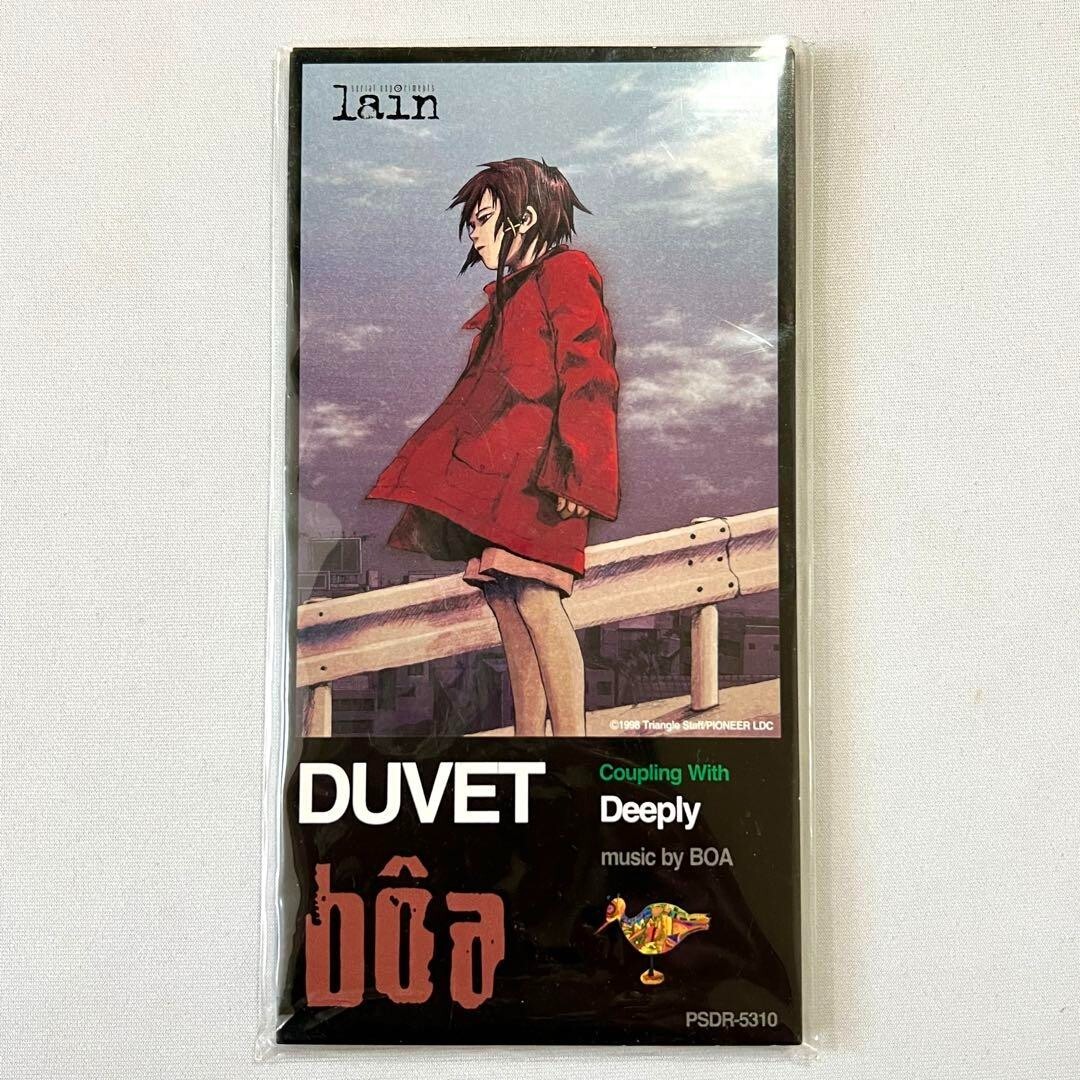 serial experiments
lain
©1998 Triangle Staff/PIONEER LDC
DUVET
bôa
Coupling With
Deeply
music by BOA
PSDR-5310